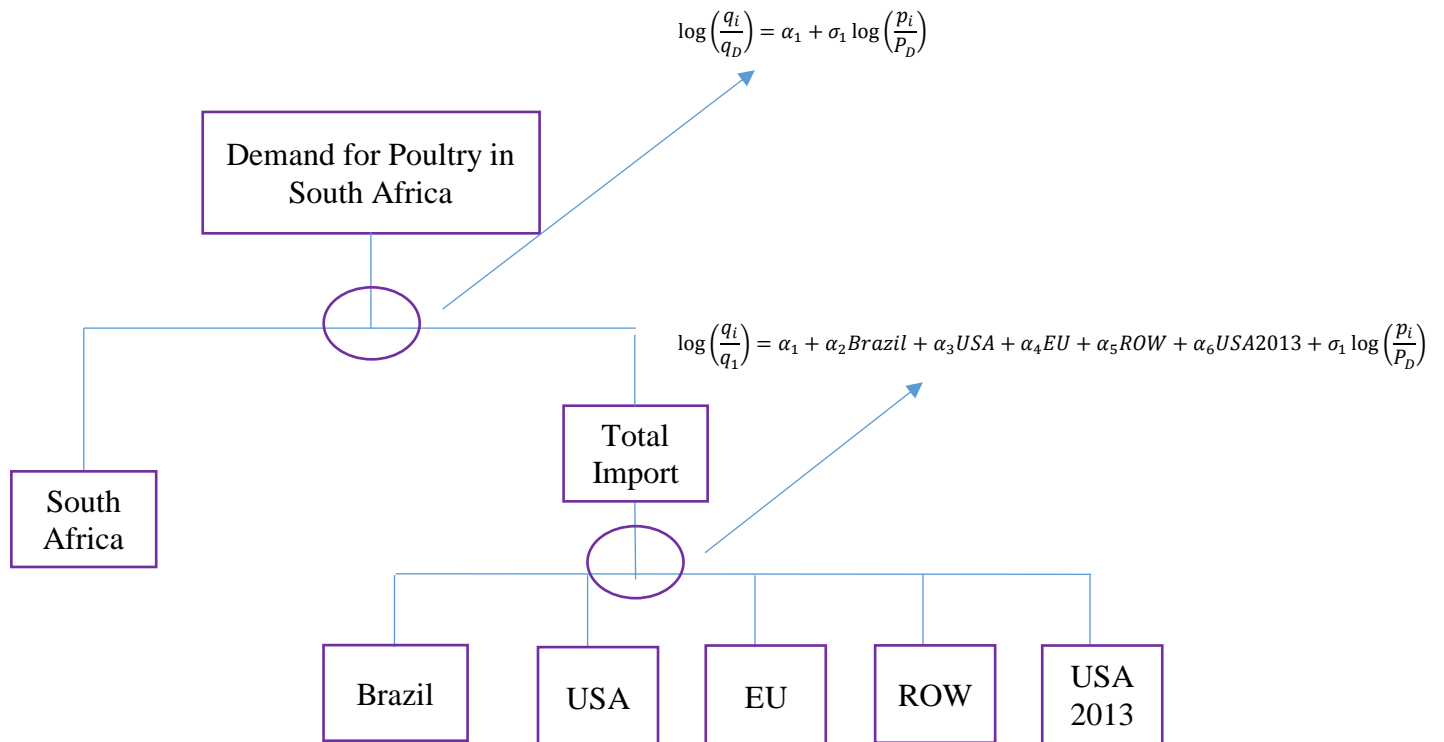 log(q_i/q_D) = α_1 + σ_1 log(p_i/P_D)
Demand for Poultry in
South Africa
log(q_i/q_1) = α_1 + α_2Brazil + α_3USA + α_4EU + α_5ROW + α_6USA2013 + σ_1 log(p_i/P_D)
Total
Import
South
Africa
Brazil
USA
EU
ROW
USA
2013